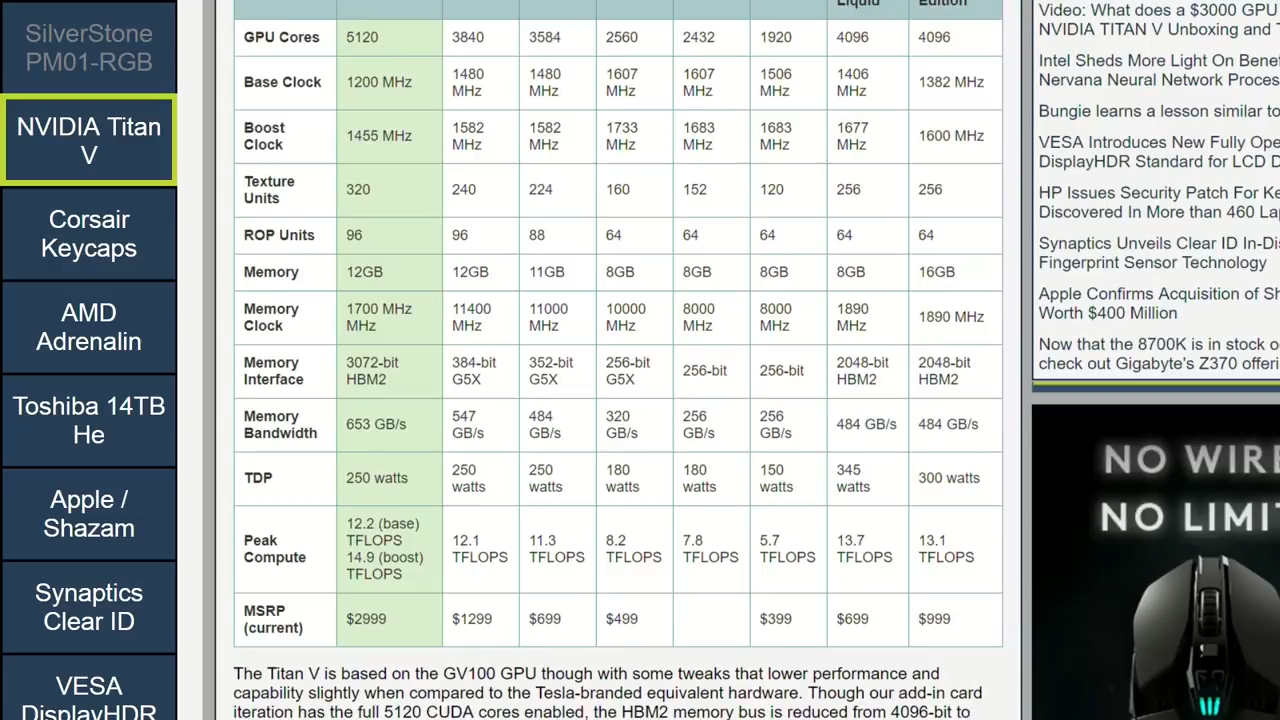 SilverStone
PM01-RGB
NVIDIA Titan
V
Corsair
Keycaps
AMD
Adrenalin
Toshiba 14TB
He
Apple /
Shazam
Synaptics
Clear ID
VESA
DisplayHDR
Liquid Edition
GPU Cores 5120 3840 3584 2560 2432 1920 4096 4096
Base Clock 1200 MHz 1480 MHz 1480 MHz 1607 MHz 1607 MHz 1506 MHz 1406 MHz 1382 MHz
Boost Clock 1455 MHz 1582 MHz 1582 MHz 1733 MHz 1683 MHz 1683 MHz 1677 MHz 1600 MHz
Texture Units 320 240 224 160 152 120 256 256
ROP Units 96 96 88 64 64 64 64 64
Memory 12GB 12GB 11GB 8GB 8GB 8GB 8GB 16GB
Memory Clock 1700 MHz MHz 11400 MHz 11000 MHz 10000 MHz 8000 MHz 8000 MHz 1890 MHz 1890 MHz
Memory Interface 3072-bit HBM2 384-bit G5X 352-bit G5X 256-bit G5X 256-bit 256-bit 2048-bit HBM2 2048-bit HBM2
Memory Bandwidth 653 GB/s 547 GB/s 484 GB/s 320 GB/s 256 GB/s 256 GB/s 484 GB/s 484 GB/s
TDP 250 watts 250 watts 250 watts 180 watts 180 watts 150 watts 345 watts 300 watts
Peak Compute 12.2 (base) TFLOPS 14.9 (boost) TFLOPS 12.1 TFLOPS 11.3 TFLOPS 8.2 TFLOPS 7.8 TFLOPS 5.7 TFLOPS 13.7 TFLOPS 13.1 TFLOPS
MSRP (current) $2999 $1299 $699 $499 $399 $699 $999
The Titan V is based on the GV100 GPU though with some tweaks that lower performance and
capability slightly when compared to the Tesla-branded equivalent hardware. Though our add-in card
iteration has the full 5120 CUDA cores enabled, the HBM2 memory bus is reduced from 4096-bit to
Video: What does a $3000 GPU
NVIDIA TITAN V Unboxing and
Intel Sheds More Light On
Nervana Neural Network
Bungie learns a lesson similar to
VESA Introduces New Fully
DisplayHDR Standard for LCD
HP Issues Security Patch For
Discovered In More than 460
Synaptics Unveils Clear ID
Fingerprint Sensor Technology
Apple Confirms Acquisition of
Worth $400 Million
Now that the 8700K is in stock
check out Gigabyte's Z370
NO
NO